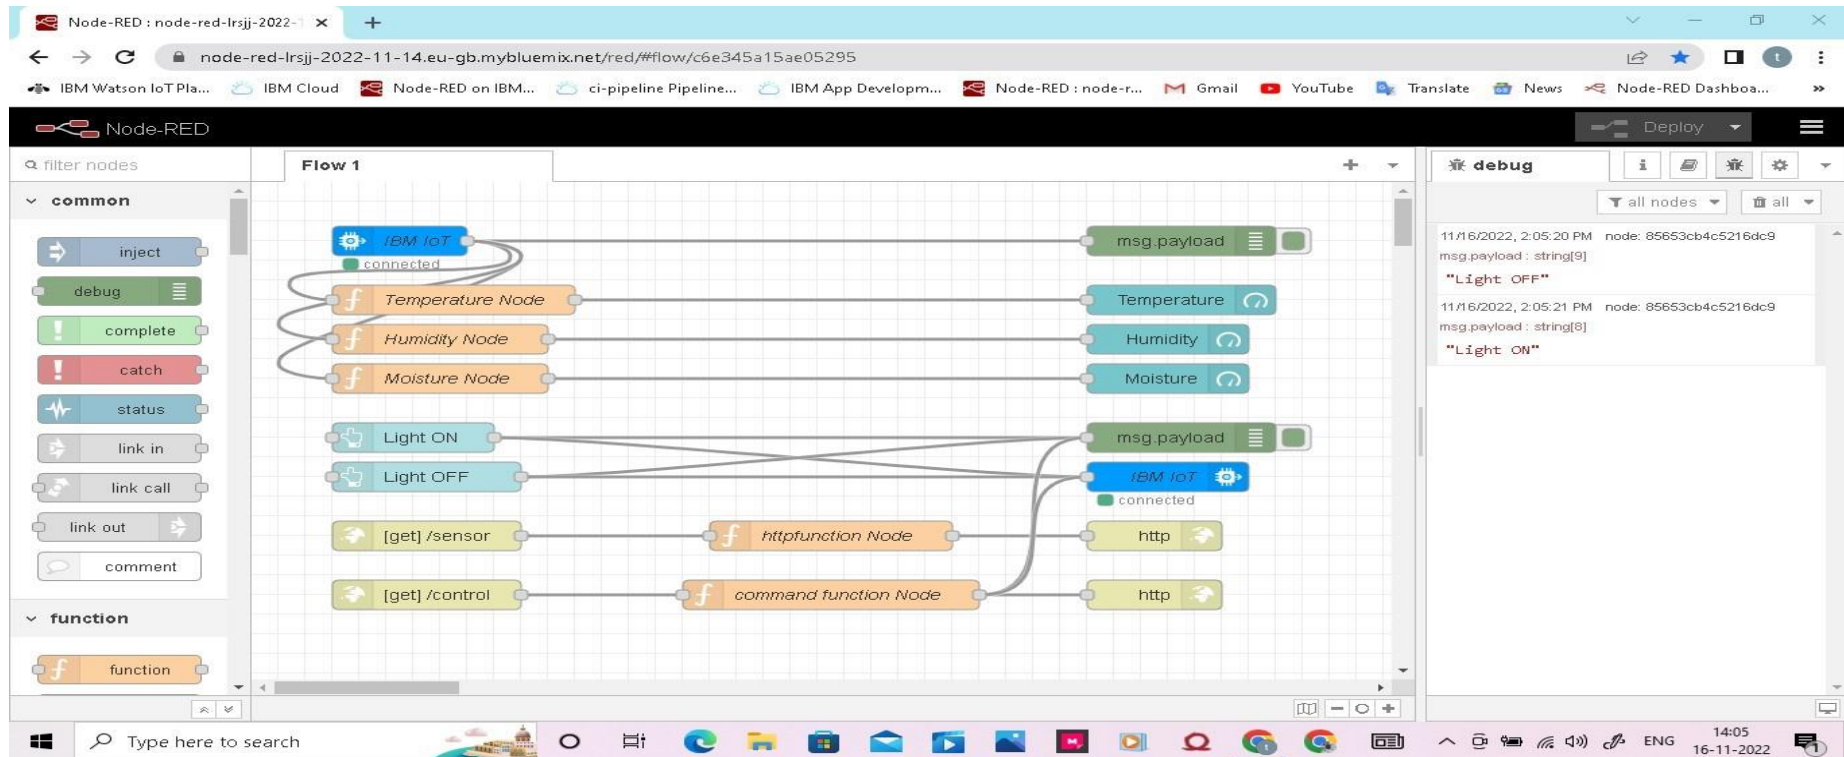 Node-RED : node-red-lrsjj-2022-1
node-red-lrsjj-2022-11-14.eu-gb.mybluemix.net/red/#flow/c6e345a15ae05295
t
IBM Watson IoT Pla... IBM Cloud Node-RED on IBM... ci-pipeline Pipeline... IBM App Developm... Node-RED : node-r... Gmail YouTube Translate News Node-RED Dashboa... »
Node-RED
Deploy
filter nodes
Flow 1
debug
i
common
all nodes
all
inject
debug
complete
catch
status
link in
link call
link out
comment
function
function
IBM IoT
connected
msg.payload
Temperature Node
Temperature
Humidity Node
Humidity
Moisture Node
Moisture
Light ON
msg.payload
Light OFF
IBM IoT
connected
[get] /sensor
httpfunction Node
http
[get] /control
command function Node
http
11/16/2022, 2:05:20 PM node: 85653cb4c5216dc9
msg.payload : string[9]
"Light OFF"
11/16/2022, 2:05:21 PM node: 85653cb4c5216dc9
msg.payload : string[8]
"Light ON"
Type here to search
ENG
14:05
16-11-2022
1